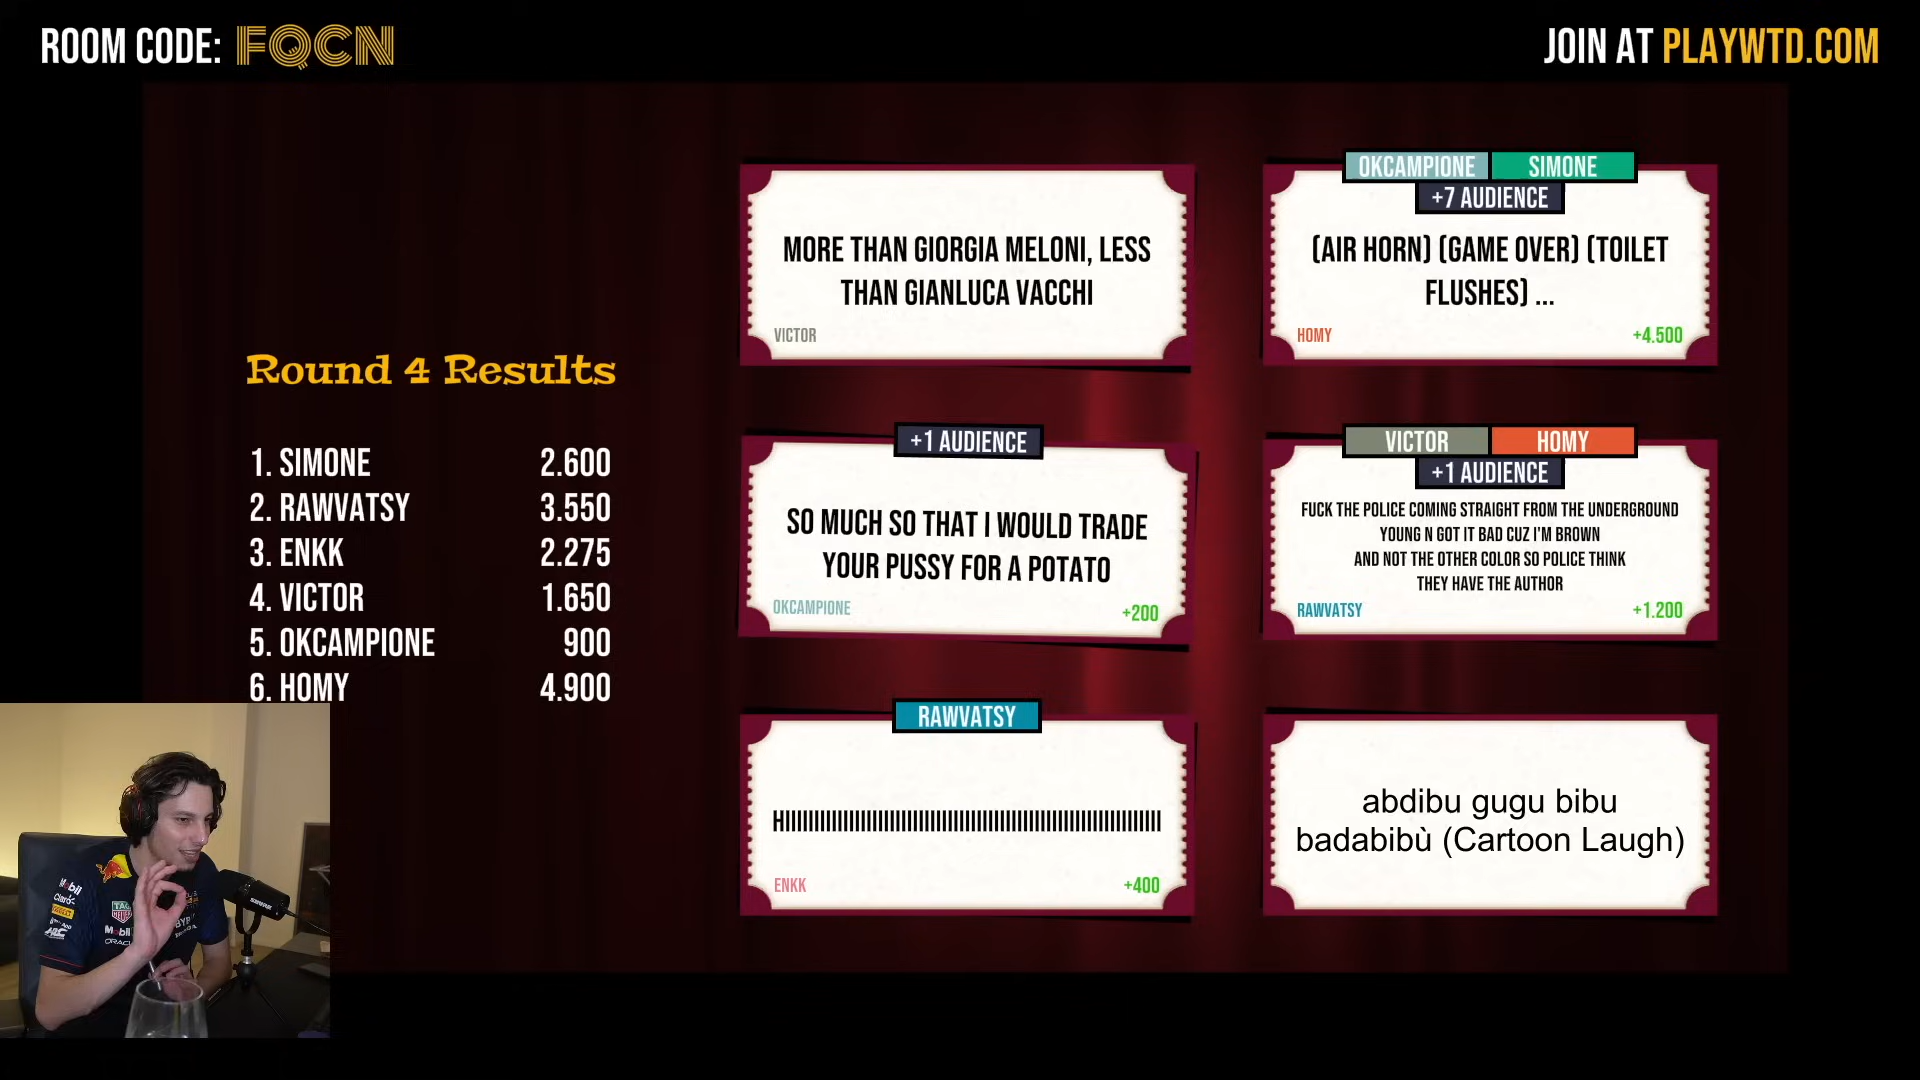 ROOM CODE: FQCN
JOIN AT PLAYWTD.COM
Round 4 Results
1. SIMONE 2.600
2. RAWVATSY 3.550
3. ENKK 2.275
4. VICTOR 1.650
5. OKCAMPIONE 900
6. HOMY 4.900
MORE THAN GIORGIA MELONI, LESS
THAN GIANLUCA VACCHI
VICTOR
OKCAMPIONE SIMONE
+7 AUDIENCE
(AIR HORN) (GAME OVER) (TOILET
FLUSHES) ...
HOMY +4.500
+1 AUDIENCE
SO MUCH SO THAT I WOULD TRADE
YOUR PUSSY FOR A POTATO
OKCAMPIONE +200
VICTOR HOMY
+1 AUDIENCE
FUCK THE POLICE COMING STRAIGHT FROM THE UNDERGROUND
YOUNG N GOT IT BAD CUZ I'M BROWN
AND NOT THE OTHER COLOR SO POLICE THINK
THEY HAVE THE AUTHOR
RAWVATSY +1.200
RAWVATSY
ENKK +400
abdibu gugu bibu
badabibù (Cartoon Laugh)
Mobil
Claro
TAG
Mobil
ORACLE